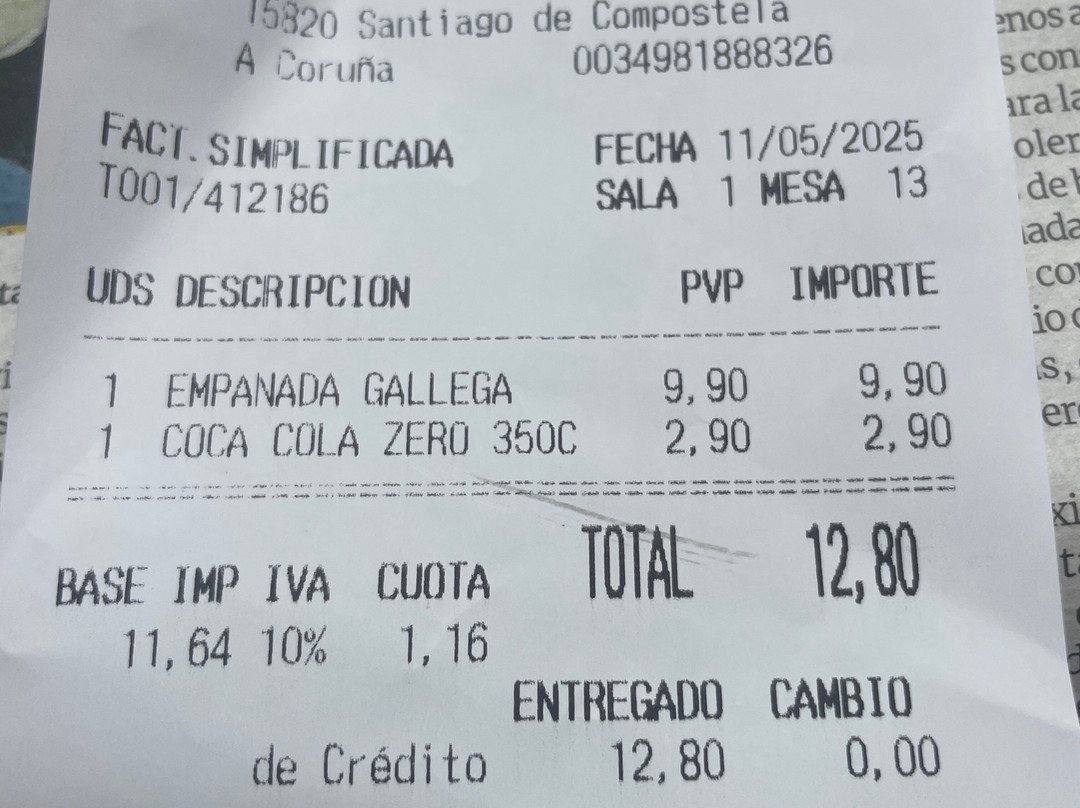 15820 Santiago de Compostela
A Coruña 0034981888326
FACT. SIMPLIFICADA FECHA 11/05/2025
T001/412186 SALA 1 MESA 13
UDS DESCRIPCION PVP IMPORTE
1 EMPANADA GALLEGA 9,90 9,90
1 COCA COLA ZERO 350C 2,90 2,90
TOTAL 12,80
BASE IMP IVA CUOTA
11,64 10% 1,16
ENTREGADO CAMBIO
de Crédito 12,80 0,00